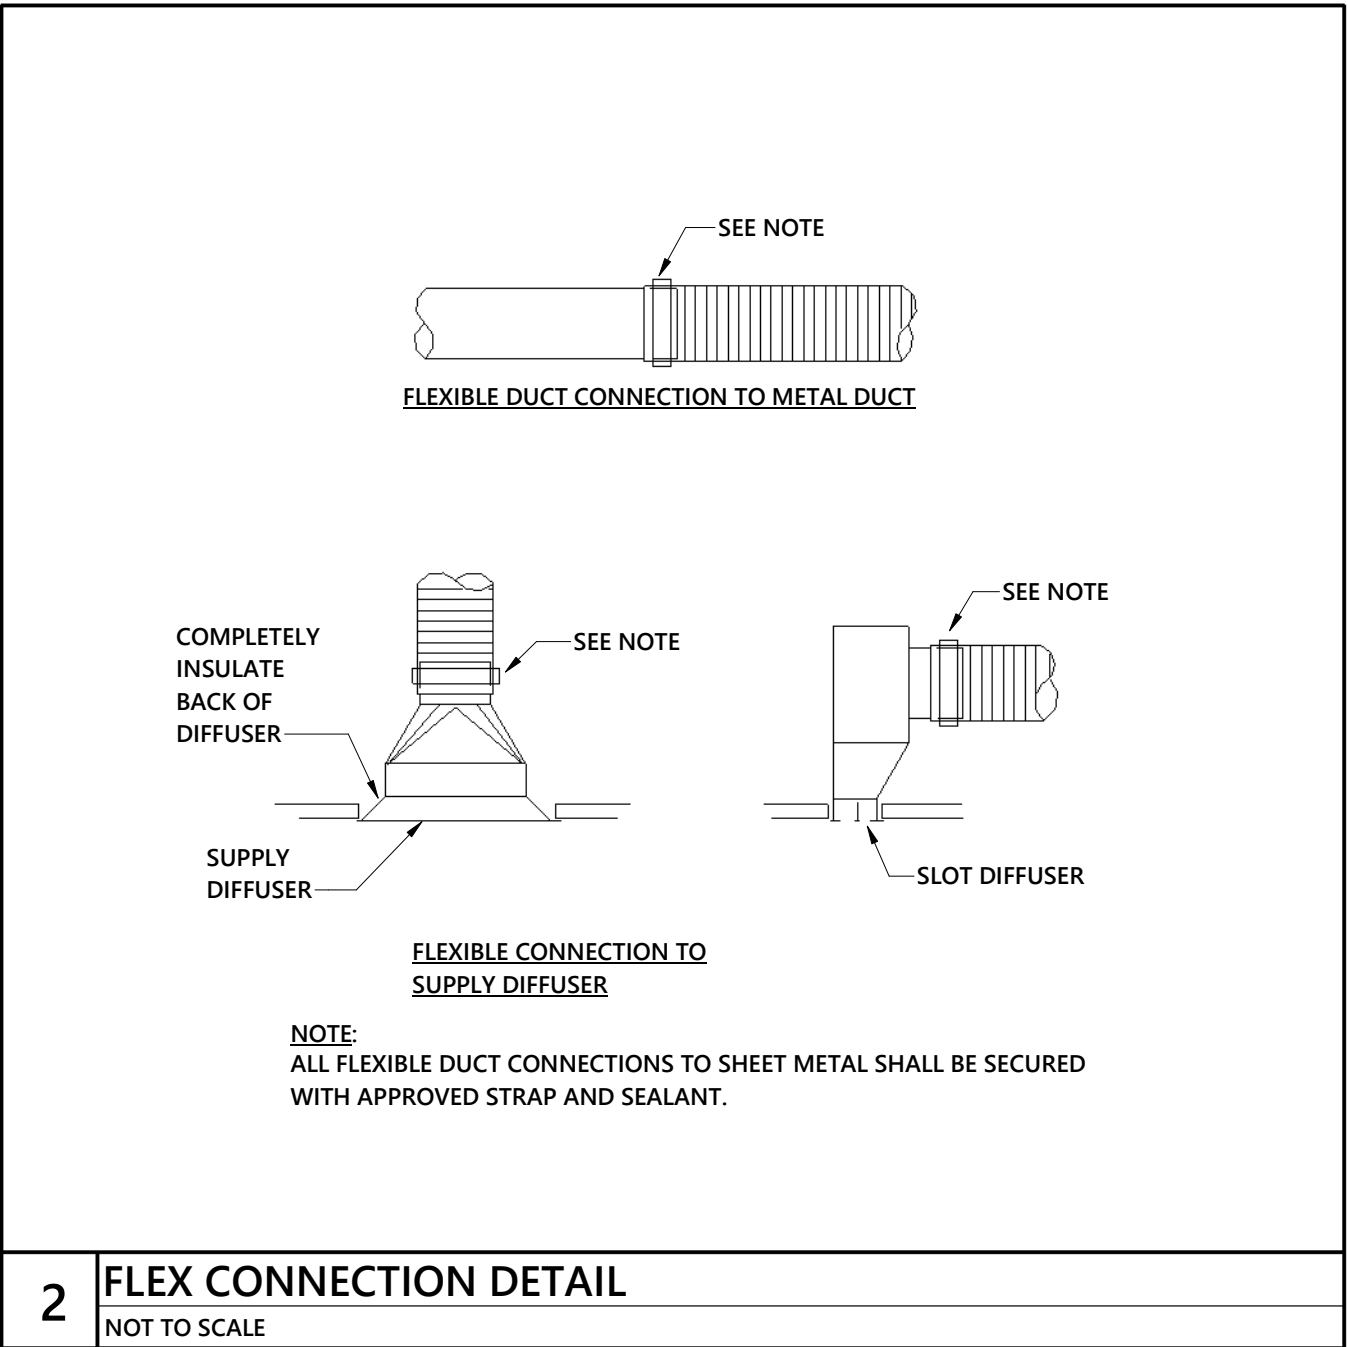 SEE NOTE
FLEXIBLE DUCT CONNECTION TO METAL DUCT
COMPLETELY
INSULATE
BACK OF
DIFFUSER
SEE NOTE
SUPPLY
DIFFUSER
SEE NOTE
SLOT DIFFUSER
FLEXIBLE CONNECTION TO
SUPPLY DIFFUSER
NOTE:
ALL FLEXIBLE DUCT CONNECTIONS TO SHEET METAL SHALL BE SECURED
WITH APPROVED STRAP AND SEALANT.
2
FLEX CONNECTION DETAIL
NOT TO SCALE